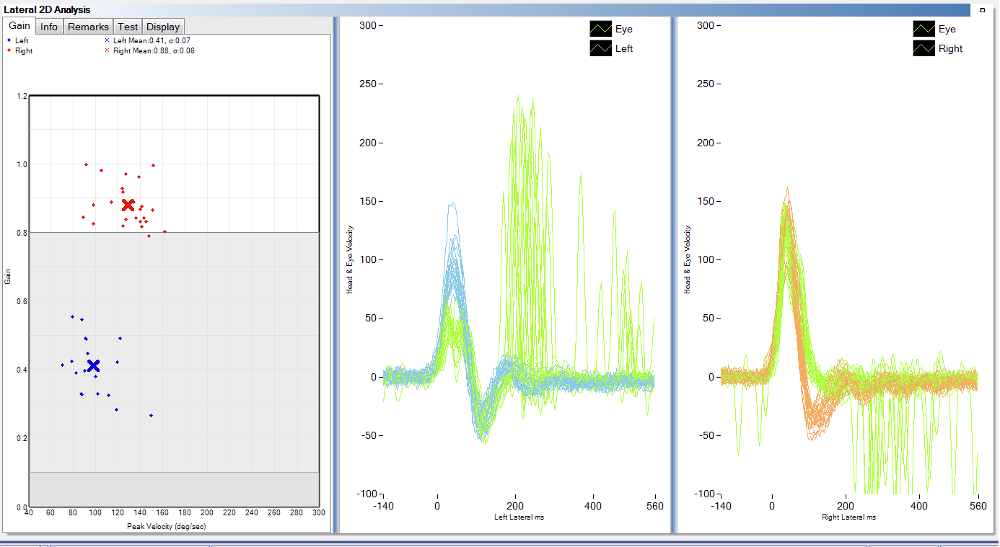 Lateral 2D Analysis
Gain Info Remarks Test Display
Left × Left Mean:0.41, σ:0.07
Right × Right Mean:0.88, σ:0.06
1.2
1.0
0.8
0.6
0.4
0.2
0.0
Gain
40 60 80 100 120 140 160 180 200 220 240 260 280 300
Peak Velocity (deg/sec)
Eye
Left
300
250
200
150
100
50
0
-50
-100
Head & Eye Velocity
-140 0 200 400 560
Left Lateral ms
Eye
Right
300
250
200
150
100
50
0
-50
-100
Head & Eye Velocity
-140 0 200 400 560
Right Lateral ms